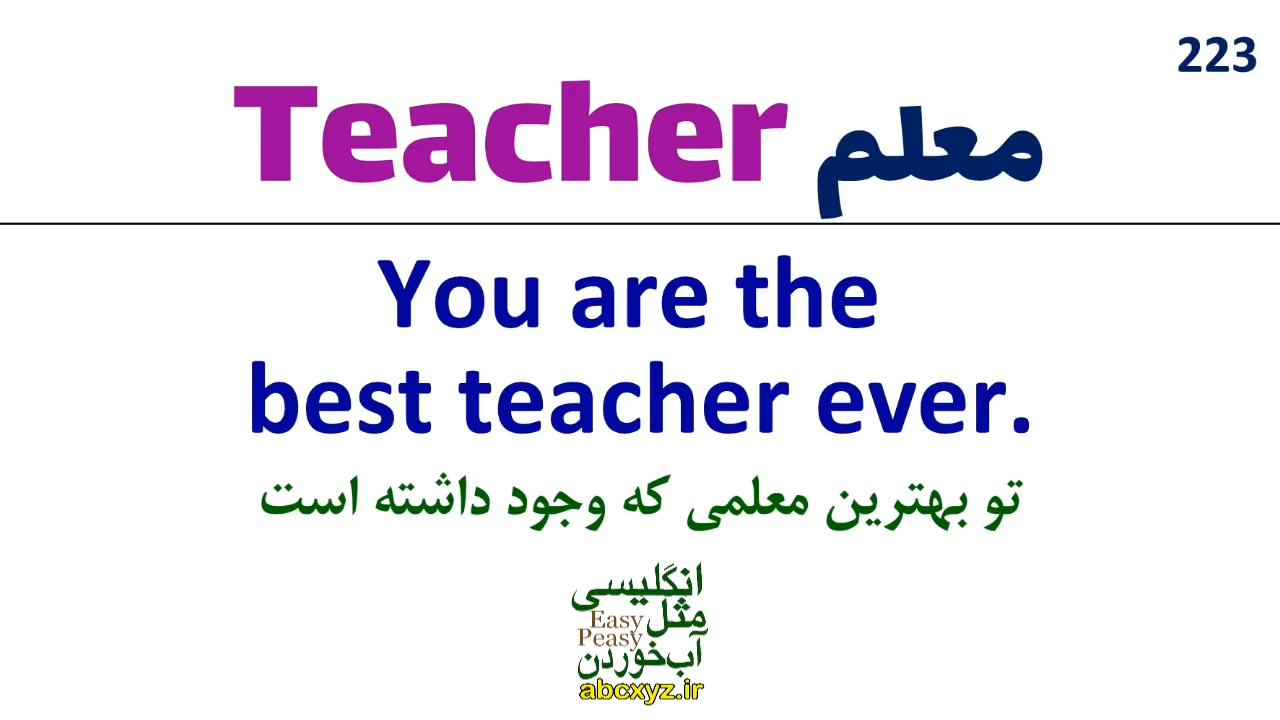 223
Teacher معلم
You are the
best teacher ever.
تو بهترین معلمی که وجود داشته است
انگلیسی
مثل Easy
Peasy
آب‌خوردن
abcxyz.ir